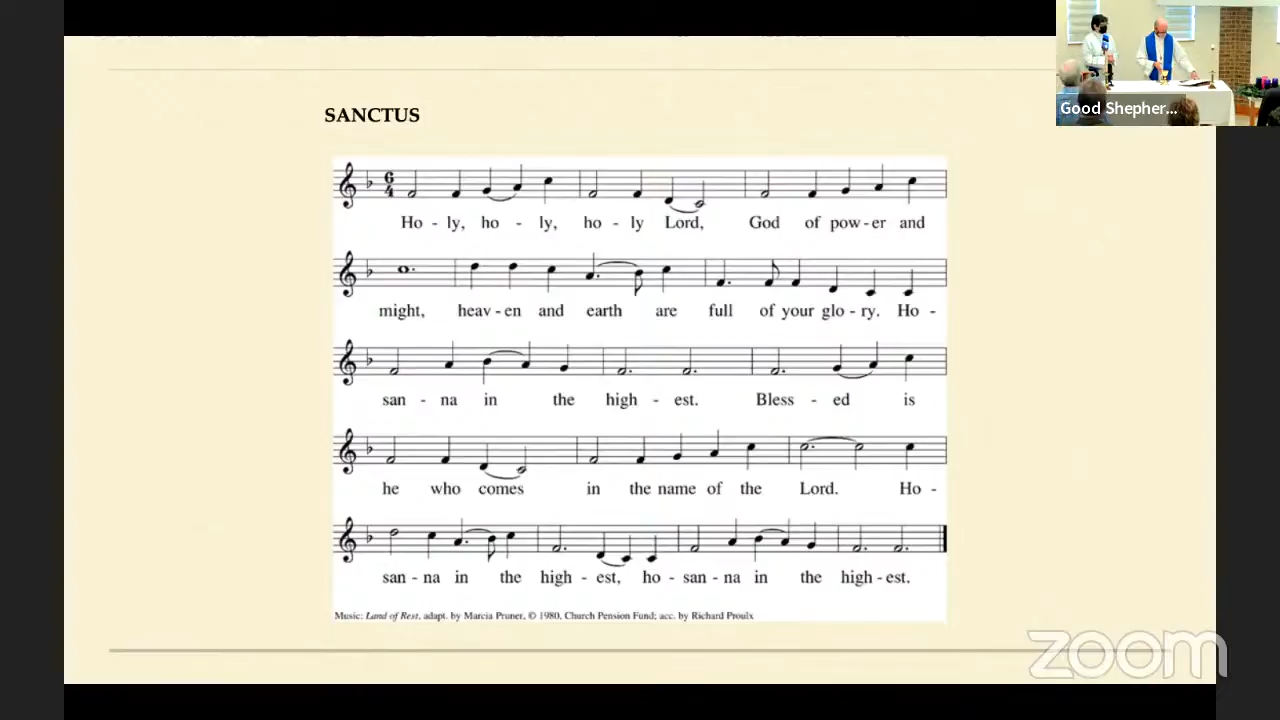 SANCTUS
Good Shepher...
6
4
Ho - ly, ho - ly, ho - ly Lord, God of pow - er and
might, heav - en and earth are full of your glo - ry. Ho -
san - na in the high - est. Bless - ed is
he who comes in the name of the Lord. Ho -
san - na in the high - est, ho - san - na in the high - est.
Music: Land of Rest, adapt. by Marcia Pruner, © 1980, Church Pension Fund; acc. by Richard Proulx
zoom